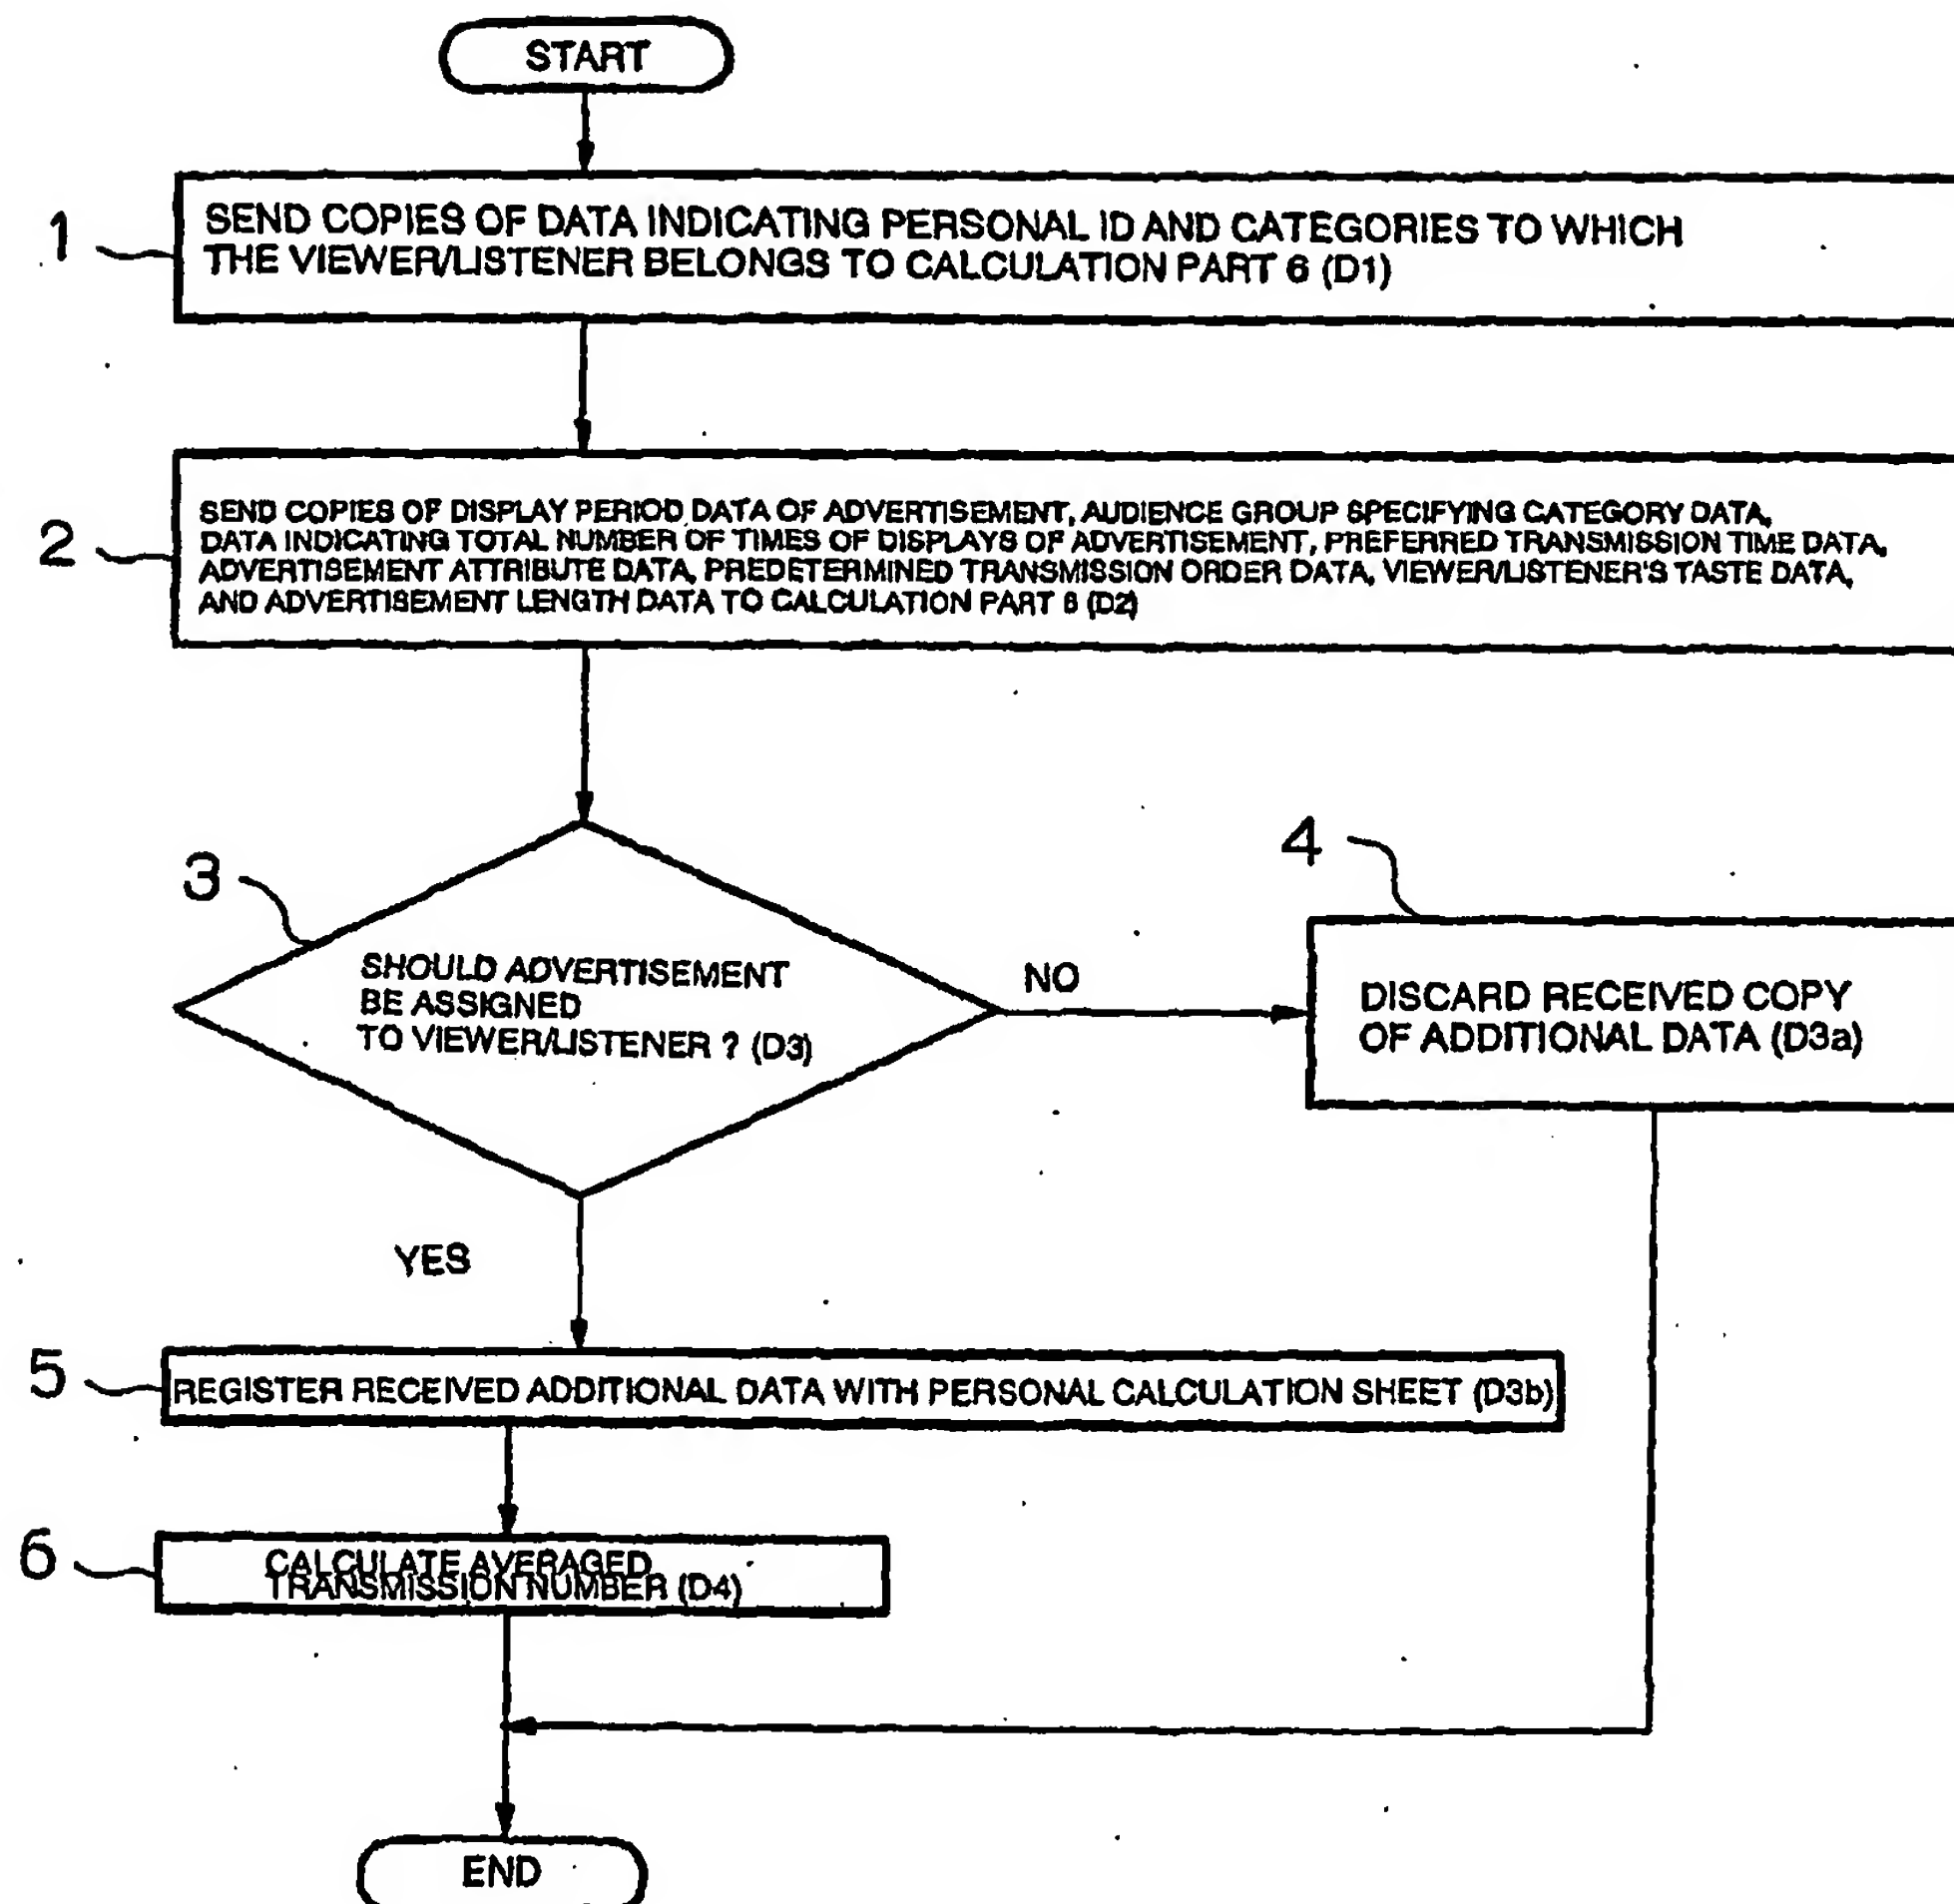 START
1
SEND COPIES OF DATA INDICATING PERSONAL ID AND CATEGORIES TO WHICH
THE VIEWER/LISTENER BELONGS TO CALCULATION PART 6 (D1)
2
SEND COPIES OF DISPLAY PERIOD DATA OF ADVERTISEMENT, AUDIENCE GROUP SPECIFYING CATEGORY DATA,
DATA INDICATING TOTAL NUMBER OF TIMES OF DISPLAYS OF ADVERTISEMENT, PREFERRED TRANSMISSION TIME DATA,
ADVERTISEMENT ATTRIBUTE DATA, PREDETERMINED TRANSMISSION ORDER DATA, VIEWER/LISTENER'S TASTE DATA,
AND ADVERTISEMENT LENGTH DATA TO CALCULATION PART 6 (D2)
3
SHOULD ADVERTISEMENT
BE ASSIGNED
TO VIEWER/LISTENER ? (D3)
NO
4
DISCARD RECEIVED COPY
OF ADDITIONAL DATA (D3a)
YES
5
REGISTER RECEIVED ADDITIONAL DATA WITH PERSONAL CALCULATION SHEET (D3b)
6
CALCULATE AVERAGED
TRANSMISSION NUMBER (D4)
END